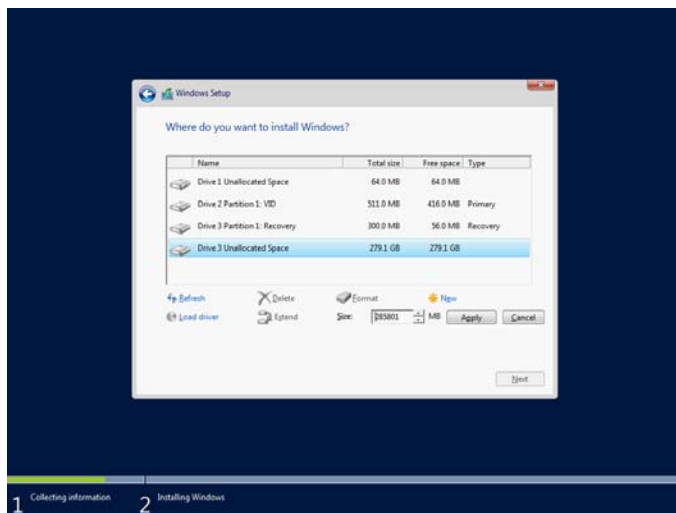 Windows Setup
Where do you want to install Windows?
Name Total size Free space Type
Drive 1 Unallocated Space 64.0 MB 64.0 MB
Drive 2 Partition 1: VID 511.0 MB 416.0 MB Primary
Drive 3 Partition 1: Recovery 300.0 MB 56.0 MB Recovery
Drive 3 Unallocated Space 279.1 GB 279.1 GB
Refresh Delete Format New
Load driver Extend Size: 285801 MB Apply Cancel
Next
1 Collecting information 2 Installing Windows